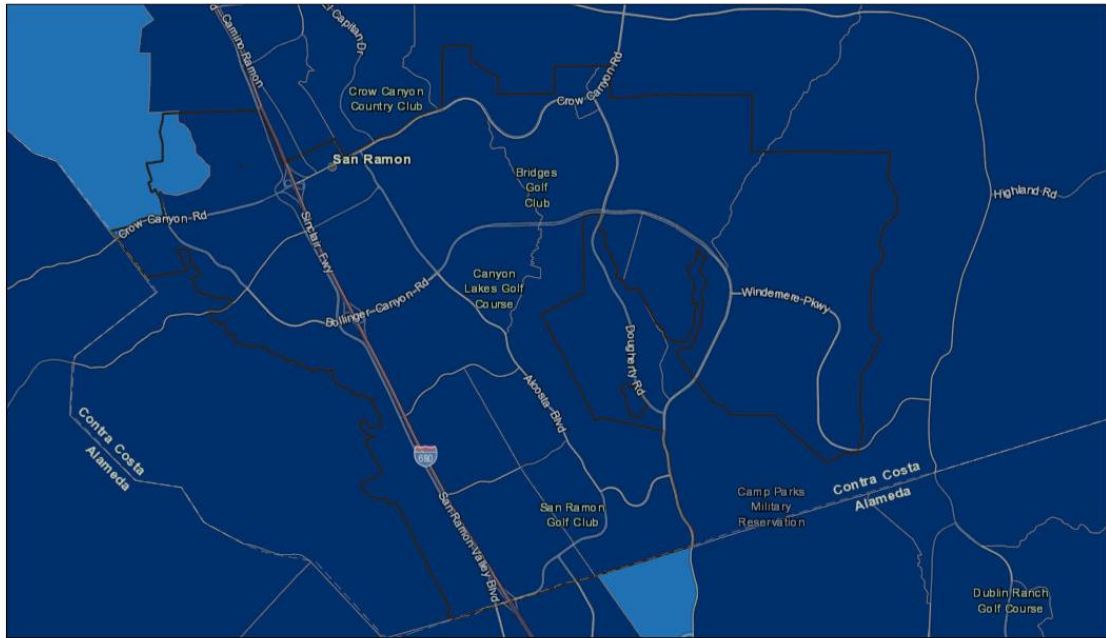 Camino Ramon
El Capitan Dr
Crow Canyon
Country Club
Crow Canyon Rd
San Ramon
Bridges
Golf
Club
Highland Rd
Crow-Canyon-Rd
Sinclair-Fwy
Canyon
Lakes Golf
Course
Bollinger-Canyon-Rd
Windemere-Pkwy
Dougherty Rd
Alcosta-Blvd
Contra Costa
Alameda
680
San Ramon Valley Blvd
San Ramon
Golf Club
Camp Parks
Military
Reservation
Contra Costa
Alameda
Dublin Ranch
Golf Course